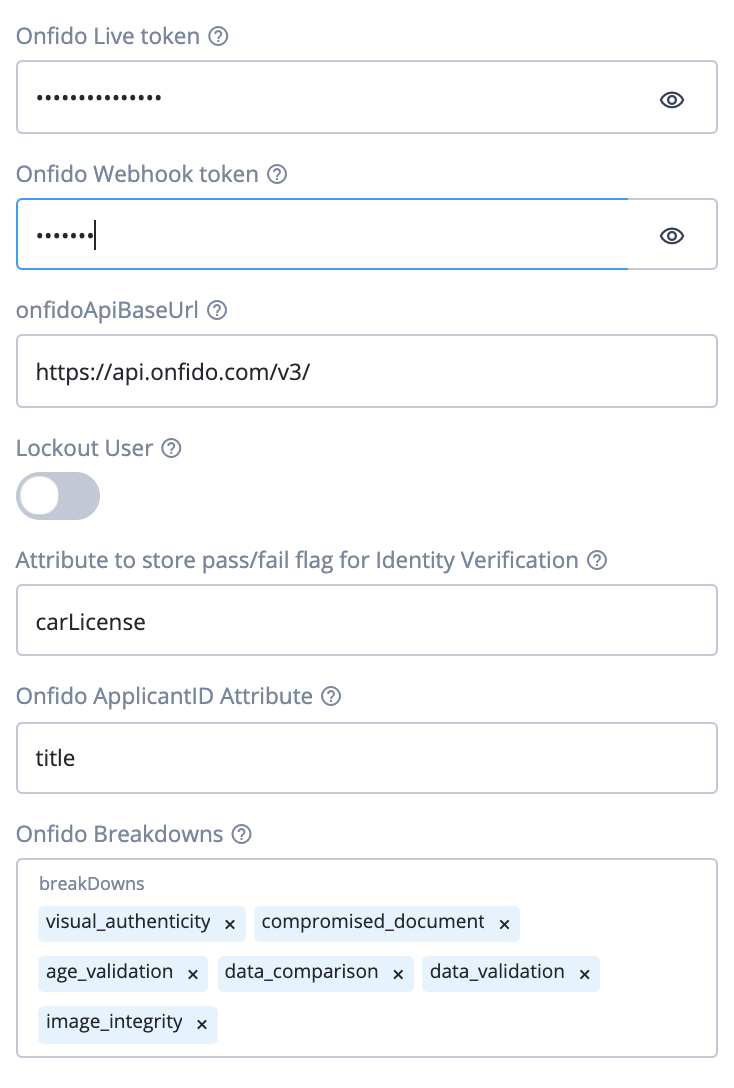 Onfido Live token
•••••••••••••••
Onfido Webhook token
•••••••
onfidoApiBaseUrl
https://api.onfido.com/v3/
Lockout User
Attribute to store pass/fail flag for Identity Verification
carLicense
Onfido ApplicantID Attribute
title
Onfido Breakdowns
breakDowns
visual_authenticity × compromised_document ×
age_validation × data_comparison × data_validation ×
image_integrity ×